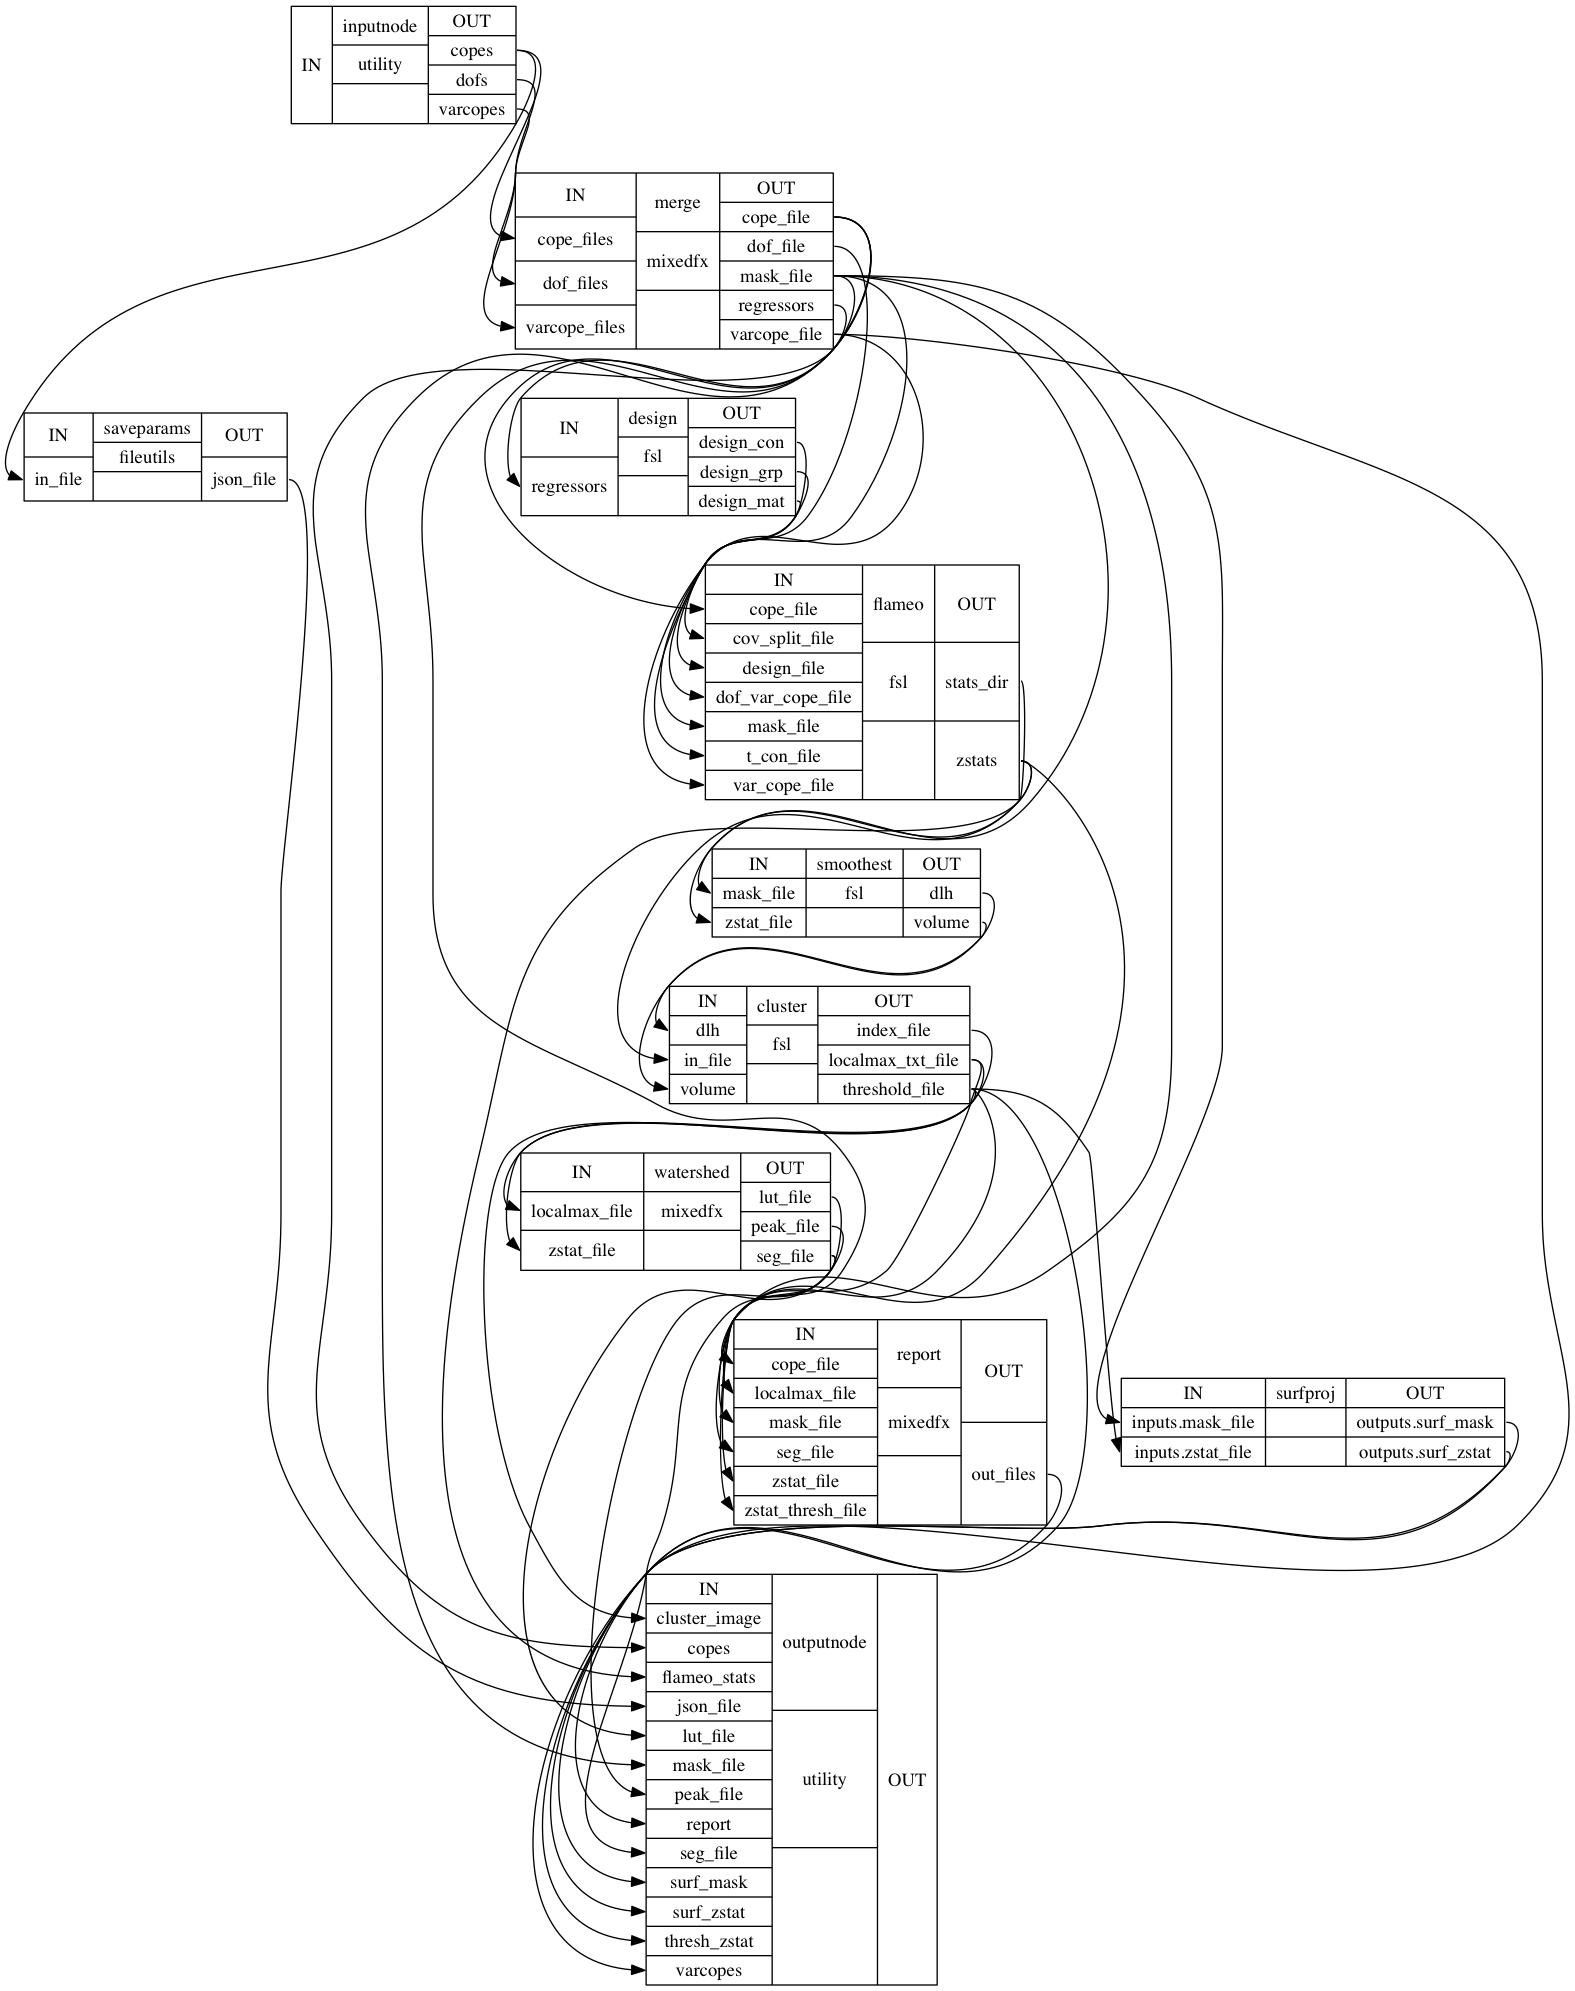 IN
inputnode
utility
OUT
copes
dofs
varcopes
IN
cope_files
dof_files
varcope_files
merge
mixedfx
OUT
cope_file
dof_file
mask_file
regressors
varcope_file
IN
in_file
saveparams
fileutils
OUT
json_file
IN
regressors
design
fsl
OUT
design_con
design_grp
design_mat
IN
cope_file
cov_split_file
design_file
dof_var_cope_file
mask_file
t_con_file
var_cope_file
flameo
fsl
OUT
stats_dir
zstats
IN
mask_file
zstat_file
smoothest
fsl
OUT
dlh
volume
IN
dlh
in_file
volume
cluster
fsl
OUT
index_file
localmax_txt_file
threshold_file
IN
localmax_file
zstat_file
watershed
mixedfx
OUT
lut_file
peak_file
seg_file
IN
cope_file
localmax_file
mask_file
seg_file
zstat_file
zstat_thresh_file
report
mixedfx
OUT
out_files
IN
inputs.mask_file
inputs.zstat_file
surfproj
OUT
outputs.surf_mask
outputs.surf_zstat
IN
cluster_image
copes
flameo_stats
json_file
lut_file
mask_file
peak_file
report
seg_file
surf_mask
surf_zstat
thresh_zstat
varcopes
outputnode
utility
OUT